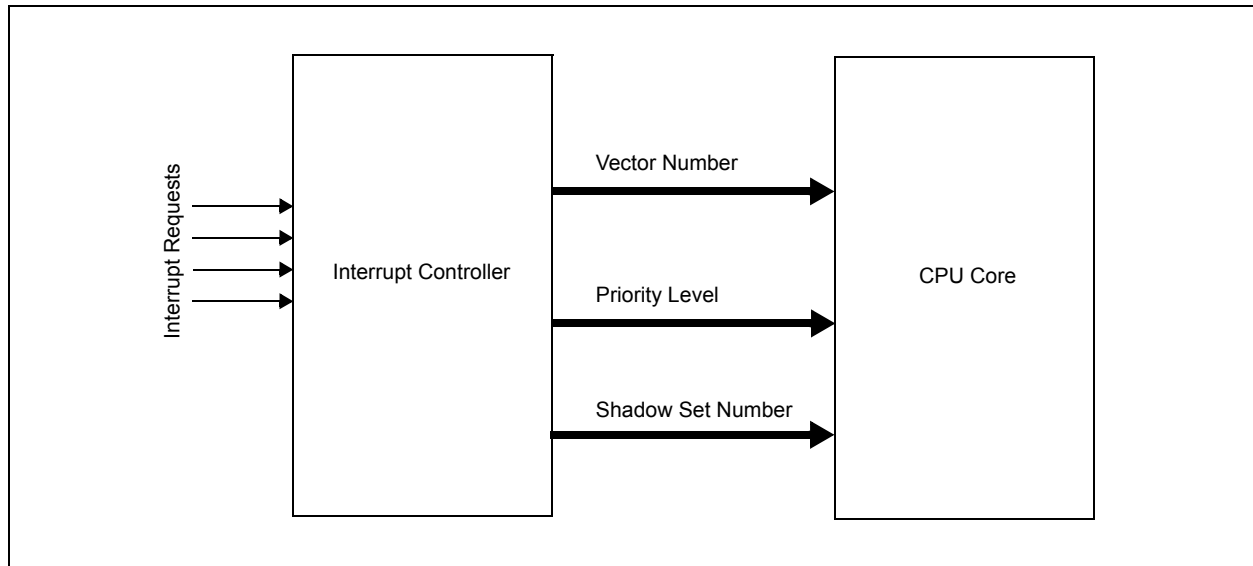 Interrupt Requests
Interrupt Controller
Vector Number
Priority Level
Shadow Set Number
CPU Core